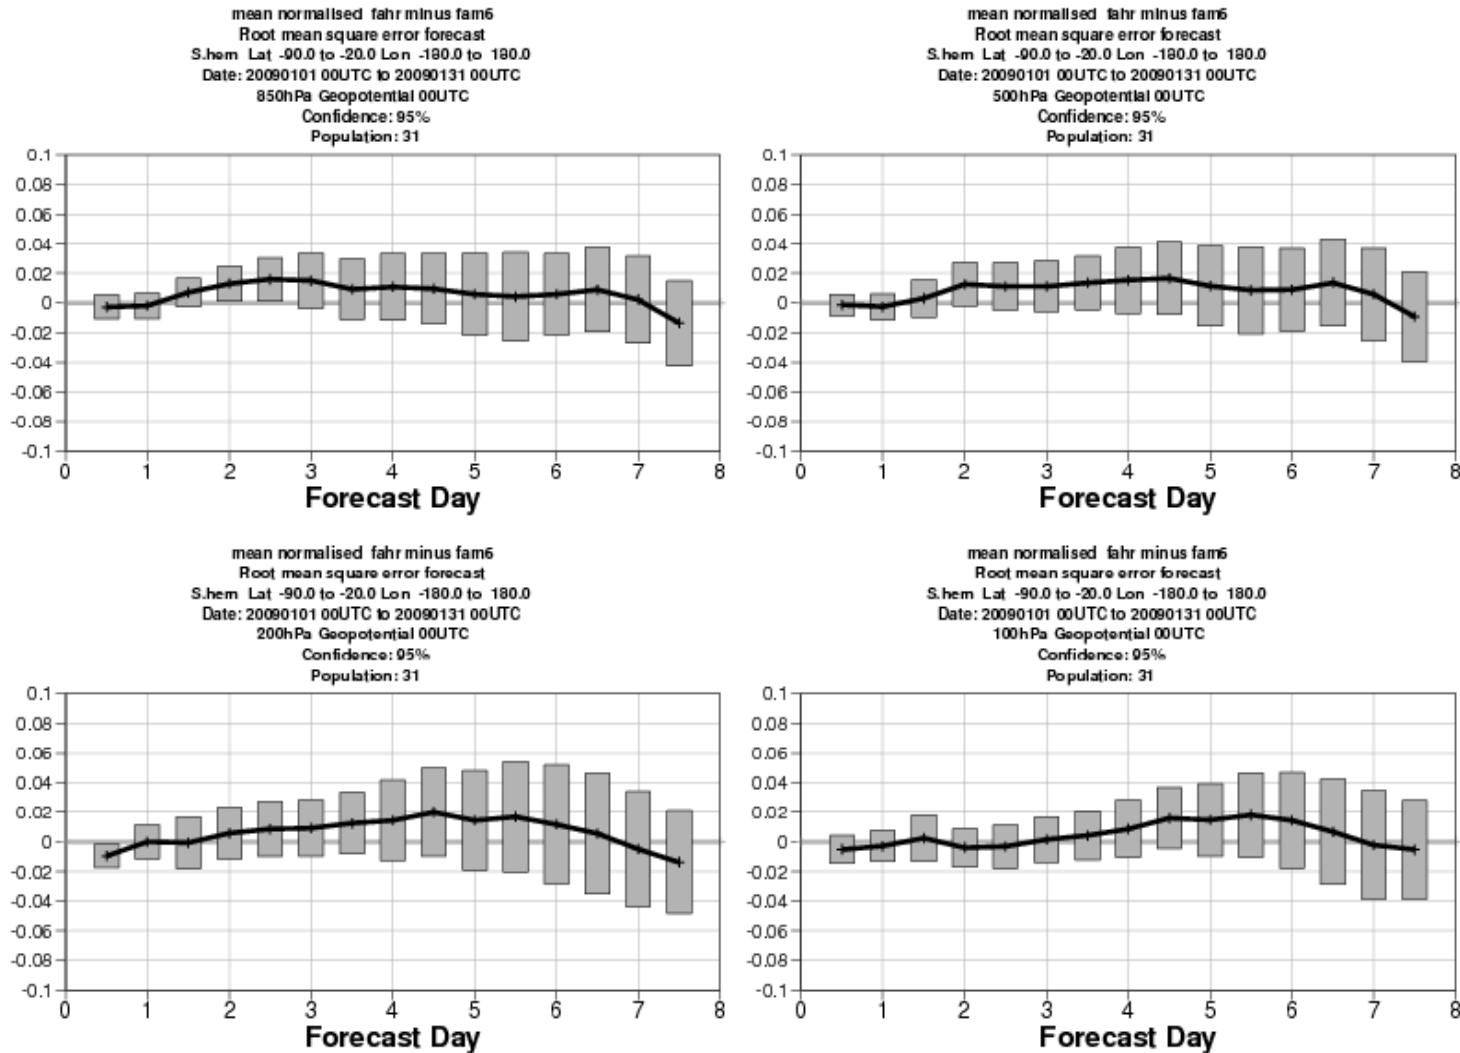 mean normalised fahr minus fam6
Root mean square error forecast
S.hem Lat -90.0 to -20.0 Lon -180.0 to 180.0
Date: 20090101 00UTC to 20090131 00UTC
850hPa Geopotential 00UTC
Confidence: 95%
Population: 31
0.1
0.08
0.06
0.04
0.02
0
-0.02
-0.04
-0.06
-0.08
-0.1
0 1 2 3 4 5 6 7 8
Forecast Day
mean normalised fahr minus fam6
Root mean square error forecast
S.hem Lat -90.0 to -20.0 Lon -180.0 to 180.0
Date: 20090101 00UTC to 20090131 00UTC
500hPa Geopotential 00UTC
Confidence: 95%
Population: 31
0.1
0.08
0.06
0.04
0.02
0
-0.02
-0.04
-0.06
-0.08
-0.1
0 1 2 3 4 5 6 7 8
Forecast Day
mean normalised fahr minus fam6
Root mean square error forecast
S.hem Lat -90.0 to -20.0 Lon -180.0 to 180.0
Date: 20090101 00UTC to 20090131 00UTC
200hPa Geopotential 00UTC
Confidence: 95%
Population: 31
0.1
0.08
0.06
0.04
0.02
0
-0.02
-0.04
-0.06
-0.08
-0.1
0 1 2 3 4 5 6 7 8
Forecast Day
mean normalised fahr minus fam6
Root mean square error forecast
S.hem Lat -90.0 to -20.0 Lon -180.0 to 180.0
Date: 20090101 00UTC to 20090131 00UTC
100hPa Geopotential 00UTC
Confidence: 95%
Population: 31
0.1
0.08
0.06
0.04
0.02
0
-0.02
-0.04
-0.06
-0.08
-0.1
0 1 2 3 4 5 6 7 8
Forecast Day